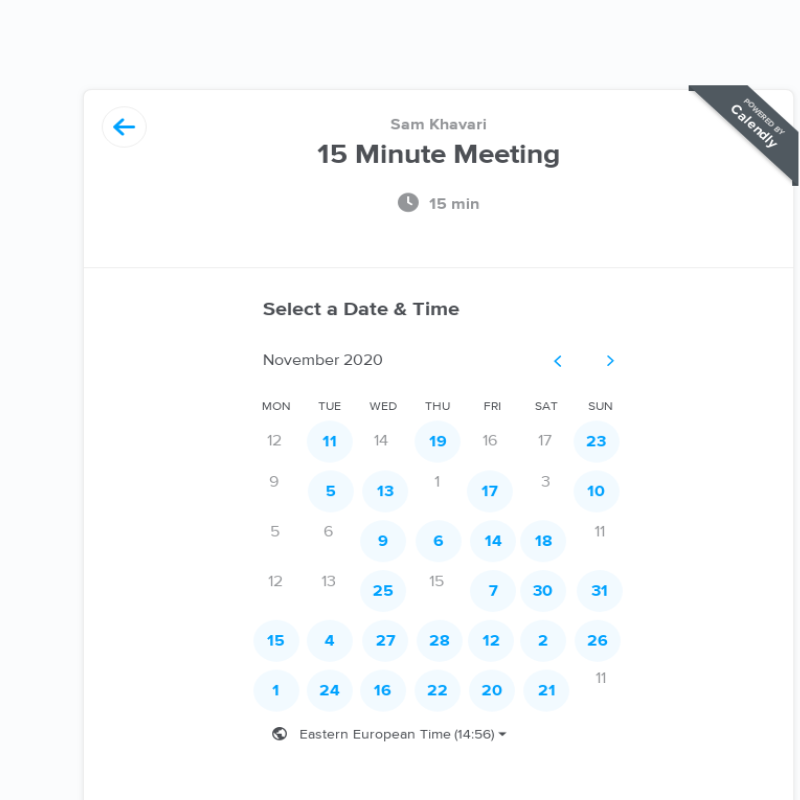 POWERED BY
Calendly
Sam Khavari
15 Minute Meeting
15 min
Select a Date & Time
November 2020
MON TUE WED THU FRI SAT SUN
12 11 14 19 16 17 23
9 5 13 1 17 3 10
5 6 9 6 14 18 11
12 13 25 15 7 30 31
15 4 27 28 12 2 26
1 24 16 22 20 21 11
Eastern European Time (14:56)